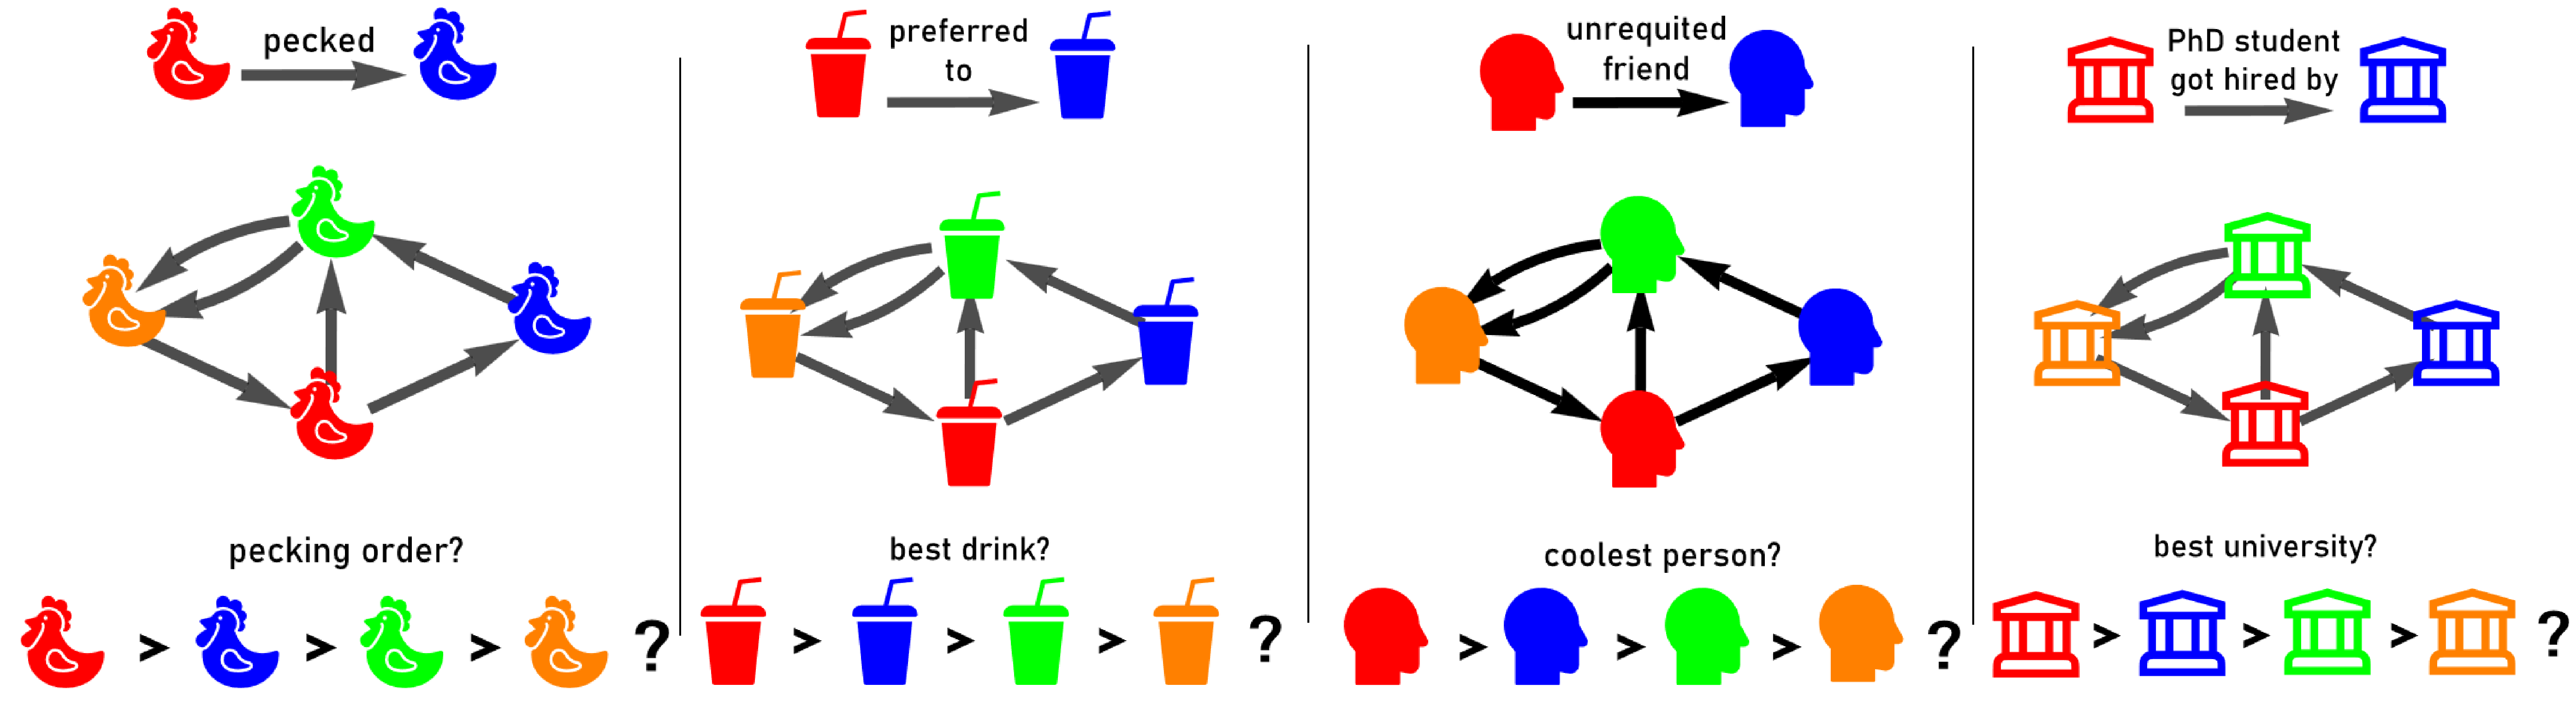 pecked
pecking order?
> > > ?
preferred
to
best drink?
> > > ?
unrequited
friend
coolest person?
> > > ?
PhD student
got hired by
best university?
> > > ?